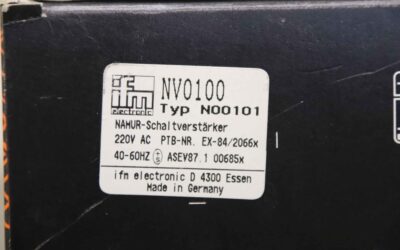 ifm
electronic
NV0100
Typ N00101
NAMUR-Schaltverstärker
220V AC PTB-NR. EX-84/2066x
40-60HZ ASEV87.1 00685x
ifm electronic D 4300 Essen
Made in Germany